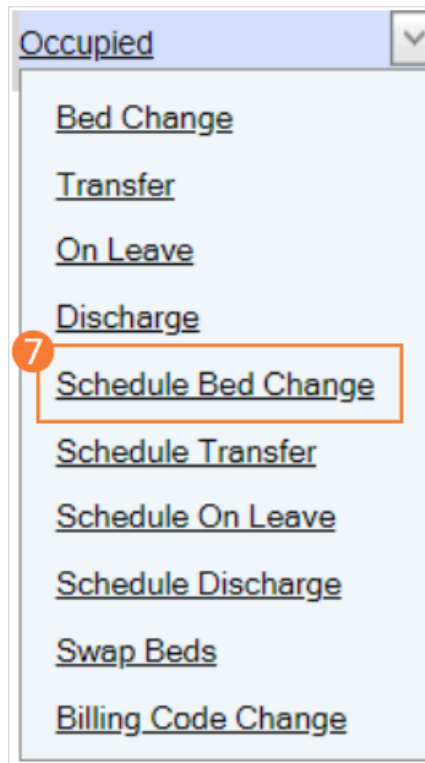 Occupied
Bed Change
Transfer
On Leave
Discharge
7
Schedule Bed Change
Schedule Transfer
Schedule On Leave
Schedule Discharge
Swap Beds
Billing Code Change